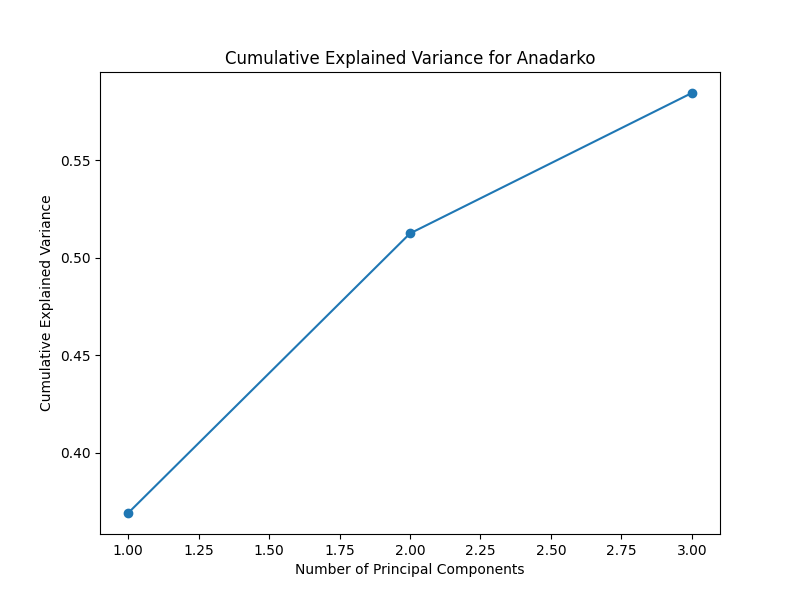 Cumulative Explained Variance for Anadarko
Cumulative Explained Variance
0.55
0.50
0.45
0.40
1.00 1.25 1.50 1.75 2.00 2.25 2.50 2.75 3.00
Number of Principal Components